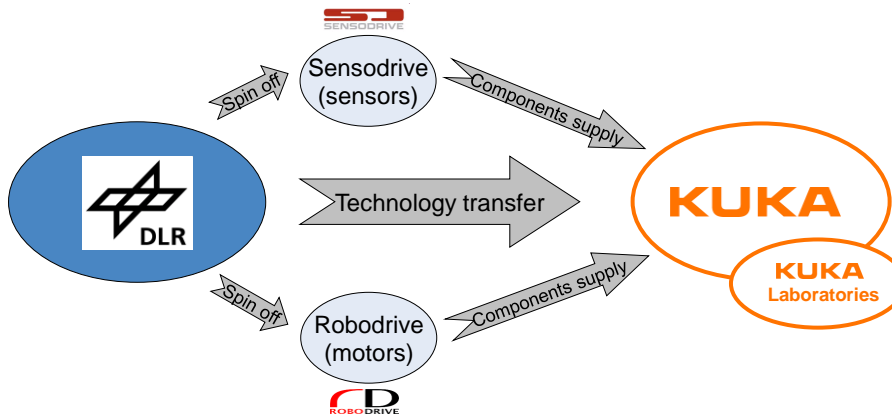 SENSODRIVE
Sensodrive
(sensors)
Spin off
Components supply
DLR
Technology transfer
KUKA
KUKA
Laboratories
Spin off
Components supply
Robodrive
(motors)
ROBODRIVE